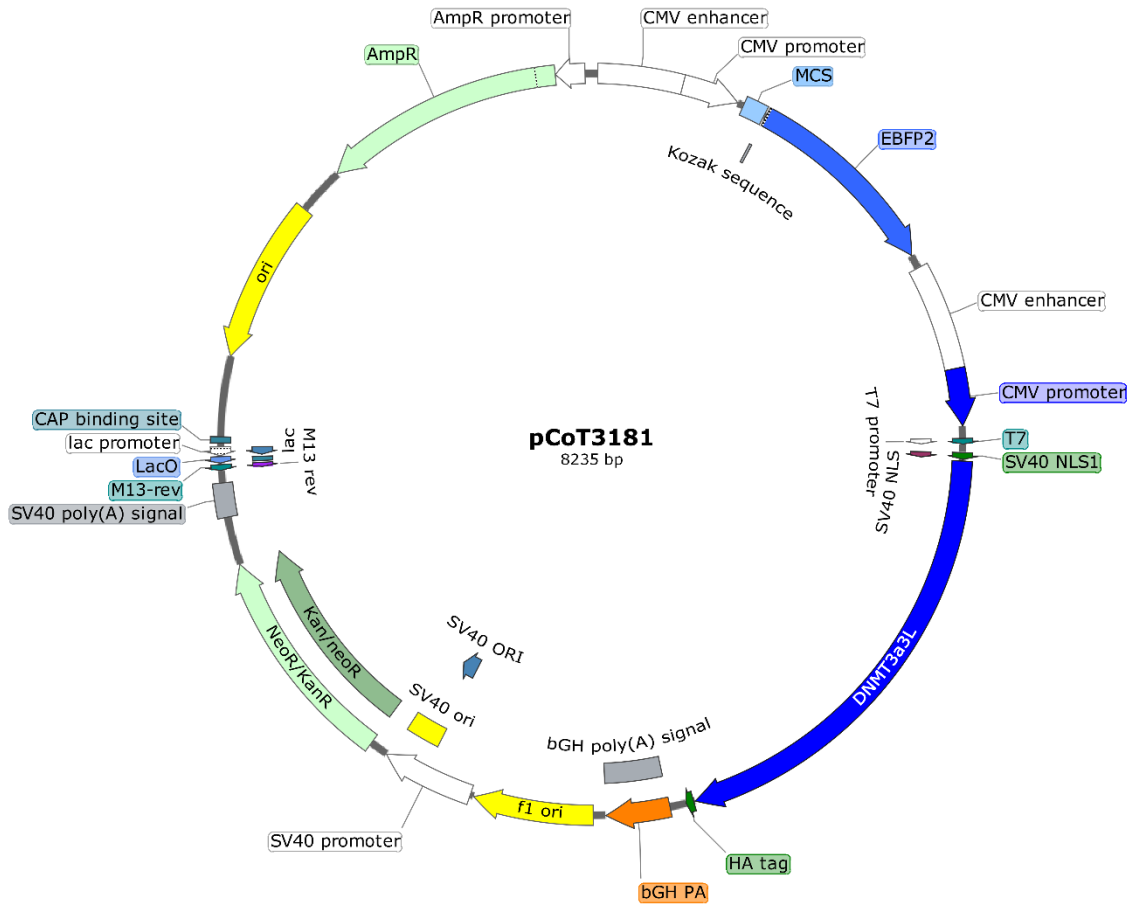 AmpR promoter
CMV enhancer
CMV promoter
AmpR
MCS
EBFP2
Kozak sequence
ori
CMV enhancer
CMV promoter
T7 promoter
T7
SV40 NLS
SV40 NLS1
pCoT3181
8235 bp
CAP binding site
lac promoter
lac
M13 rev
LacO
M13-rev
SV40 poly(A) signal
Kan/neoR
NeoR/KanR
SV40 ORI
SV40 ori
DNMT3a3L
bGH poly(A) signal
f1 ori
SV40 promoter
HA tag
bGH PA